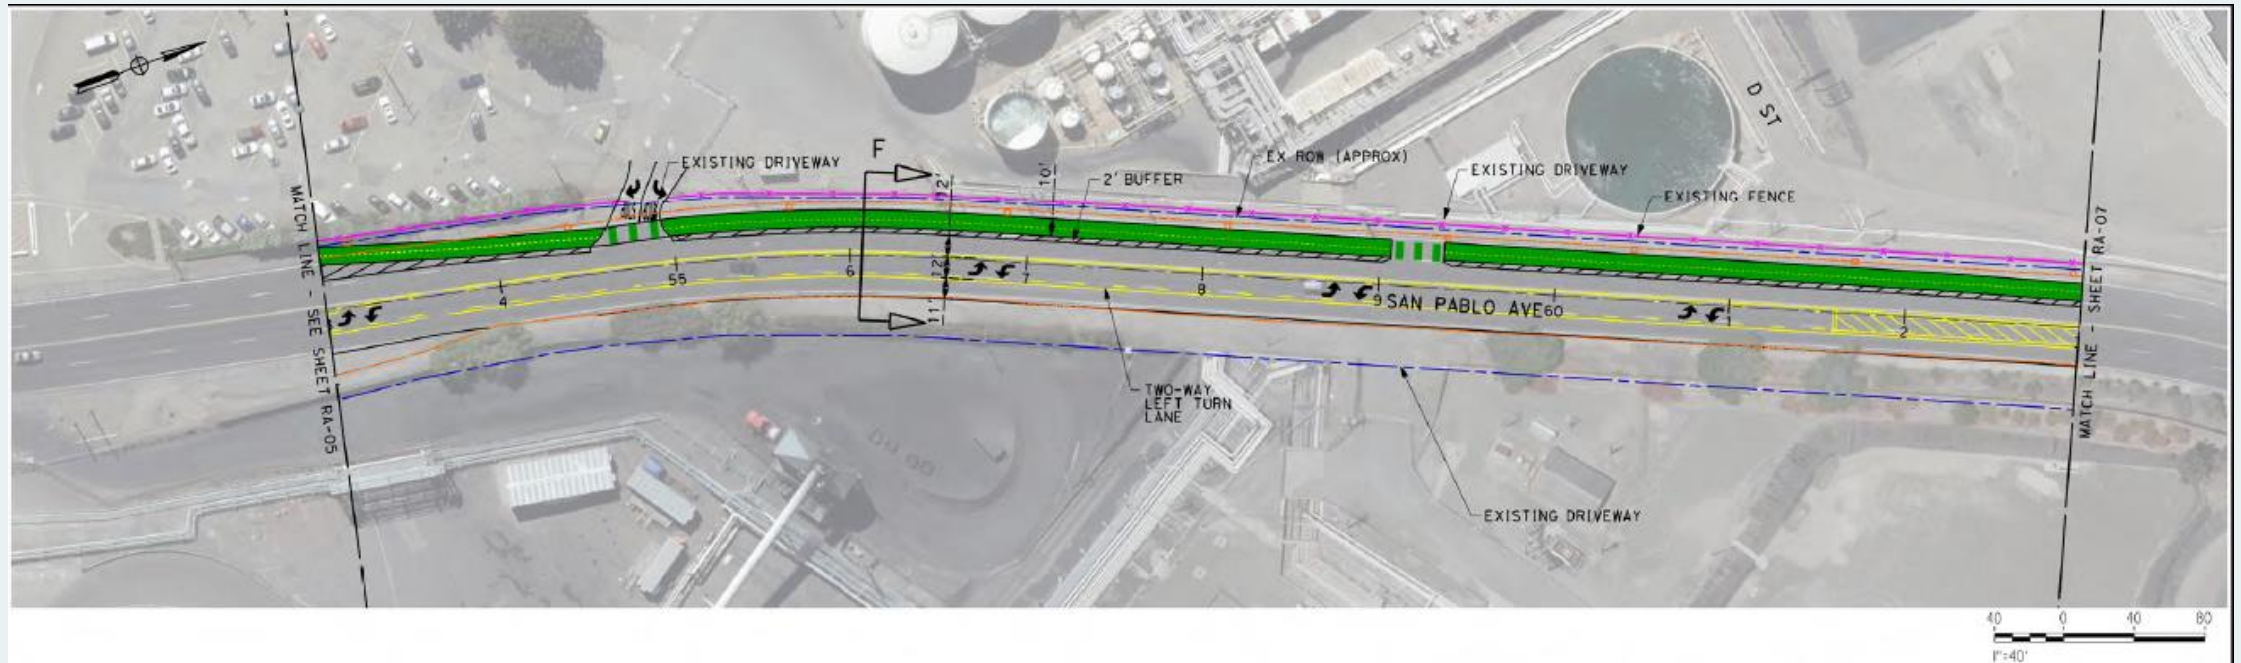 D ST
F
EXISTING DRIVEWAY
12'
10'
2' BUFFER
EX ROW (APPROX)
EXISTING DRIVEWAY
EXISTING FENCE
MATCH LINE - SEE SHEET RA-05
MATCH LINE - SHEET RA-07
4
55
6
12'
7
8
9
SAN PABLO AVE
60
1
2
11'
TWO-WAY
LEFT TURN
LANE
EXISTING DRIVEWAY
40 0 40 80
1"=40'